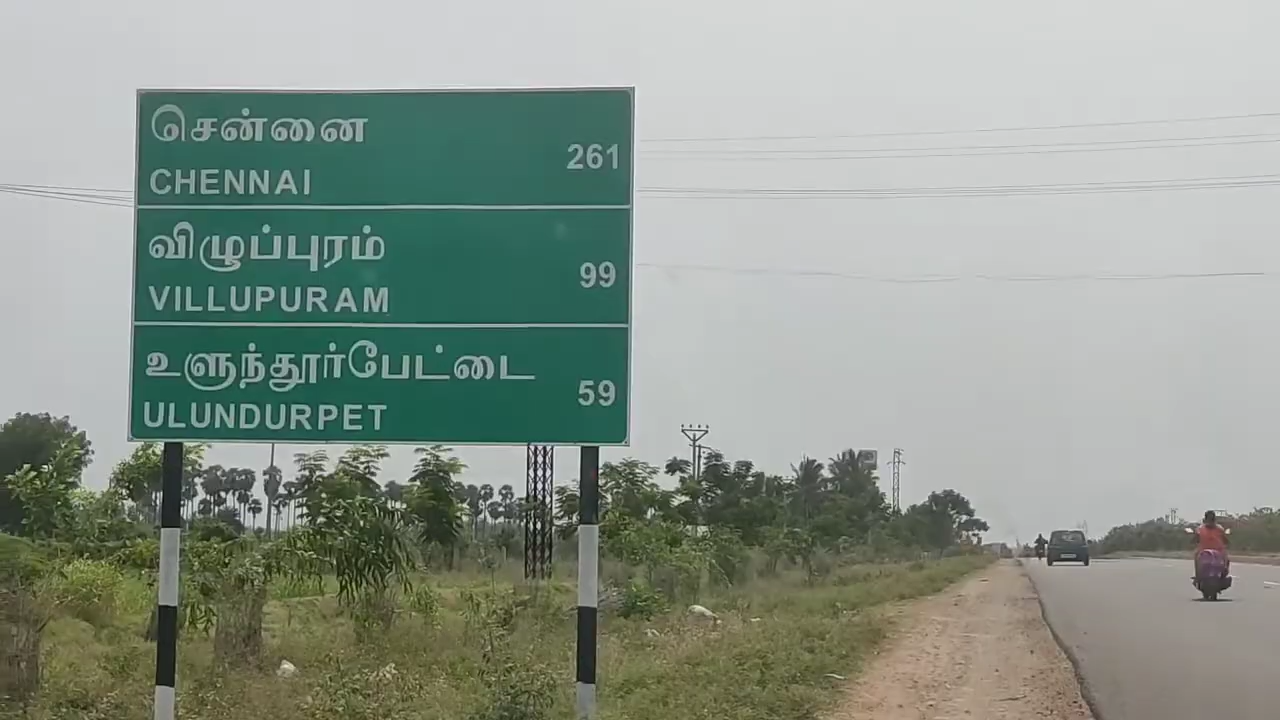 சென்னை
CHENNAI
261
விழுப்புரம்
VILLUPURAM
99
உளுந்தூர்பேட்டை
ULUNDURPET
59